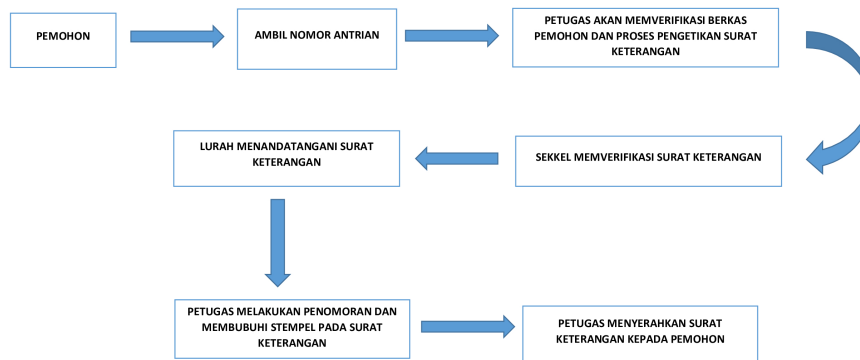 PEMOHON
AMBIL NOMOR ANTRIAN
PETUGAS AKAN MEMVERIFIKASI BERKAS
PEMOHON DAN PROSES PENGETIKAN SURAT
KETERANGAN
SEKKEL MEMVERIFIKASI SURAT KETERANGAN
LURAH MENANDATANGANI SURAT
KETERANGAN
PETUGAS MELAKUKAN PENOMORAN DAN
MEMBUBUHI STEMPEL PADA SURAT
KETERANGAN
PETUGAS MENYERAHKAN SURAT
KETERANGAN KEPADA PEMOHON